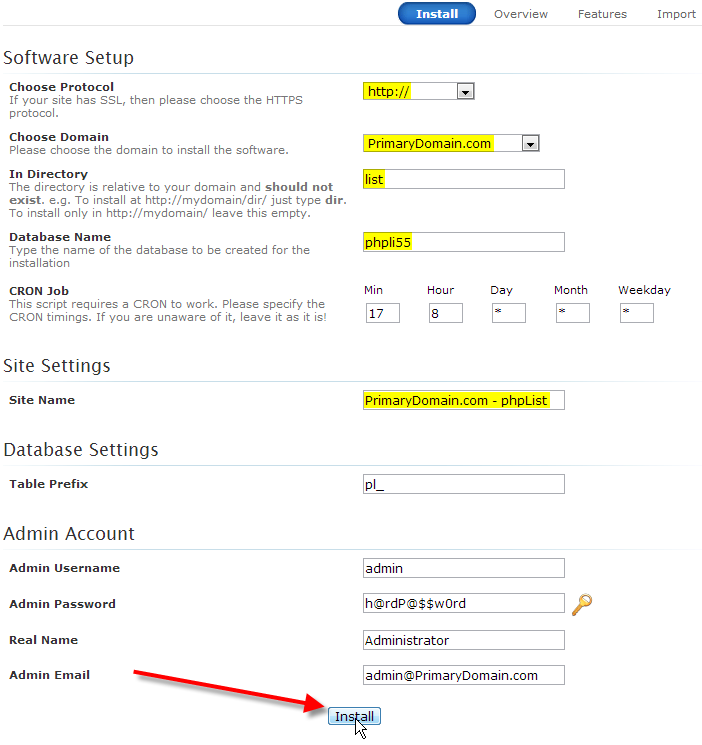 Install Overview Features Import
Software Setup
Choose Protocol
If your site has SSL, then please choose the HTTPS
protocol.
http://
Choose Domain
Please choose the domain to install the software.
PrimaryDomain.com
In Directory
The directory is relative to your domain and should not
exist. e.g. To install at http://mydomain/dir/ just type dir.
To install only in http://mydomain/ leave this empty.
list
Database Name
Type the name of the database to be created for the
installation
phpli55
CRON Job
This script requires a CRON to work. Please specify the
CRON timings. If you are unaware of it, leave it as it is!
Min Hour Day Month Weekday
17 8 * * *
Site Settings
Site Name
PrimaryDomain.com - phpList
Database Settings
Table Prefix
pl_
Admin Account
Admin Username
admin
Admin Password
h@rdP@$$w0rd
Real Name
Administrator
Admin Email
admin@PrimaryDomain.com
Install